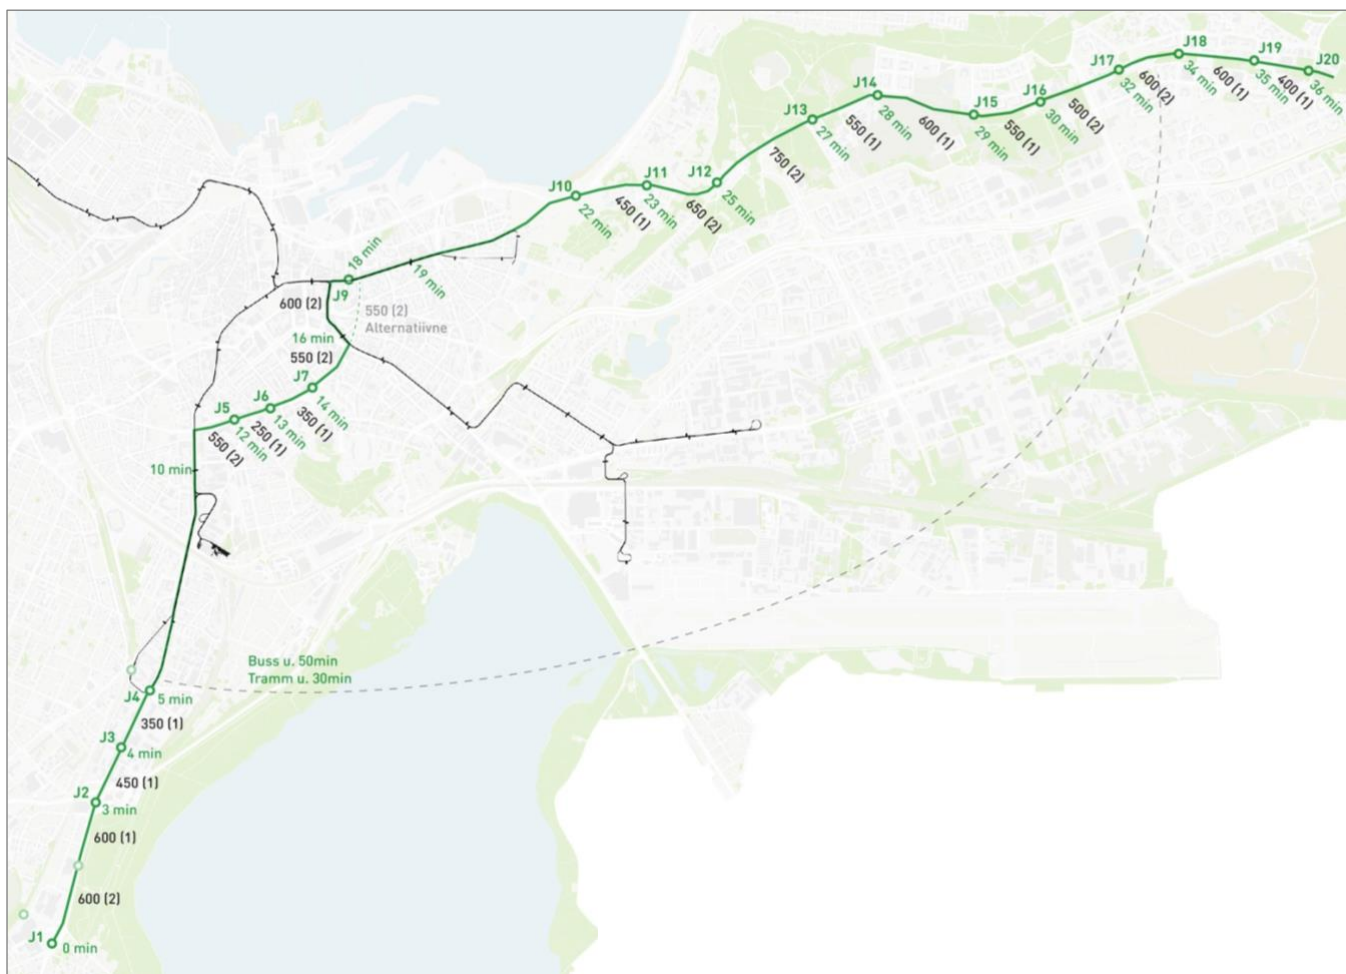 J18
J19
J20
J17
600 (2)
34 min
600 (1)
35 min
400 (1)
36 min
J14
J16
32 min
J13
J15
500 (2)
30 min
28 min
600 (1)
550 (1)
550 (1)
29 min
27 min
750 (2)
J12
J11
J10
25 min
650 (2)
23 min
450 (1)
22 min
18 min
19 min
J9
600 (2)
550 (2)
Alternatiivne
16 min
550 (2)
J7
14 min
J6
350 (1)
J5
13 min
250 (1)
12 min
550 (2)
10 min
Buss u. 50min
Tramm u. 30min
J4
5 min
350 (1)
J3
4 min
450 (1)
J2
3 min
600 (1)
600 (2)
J1
0 min